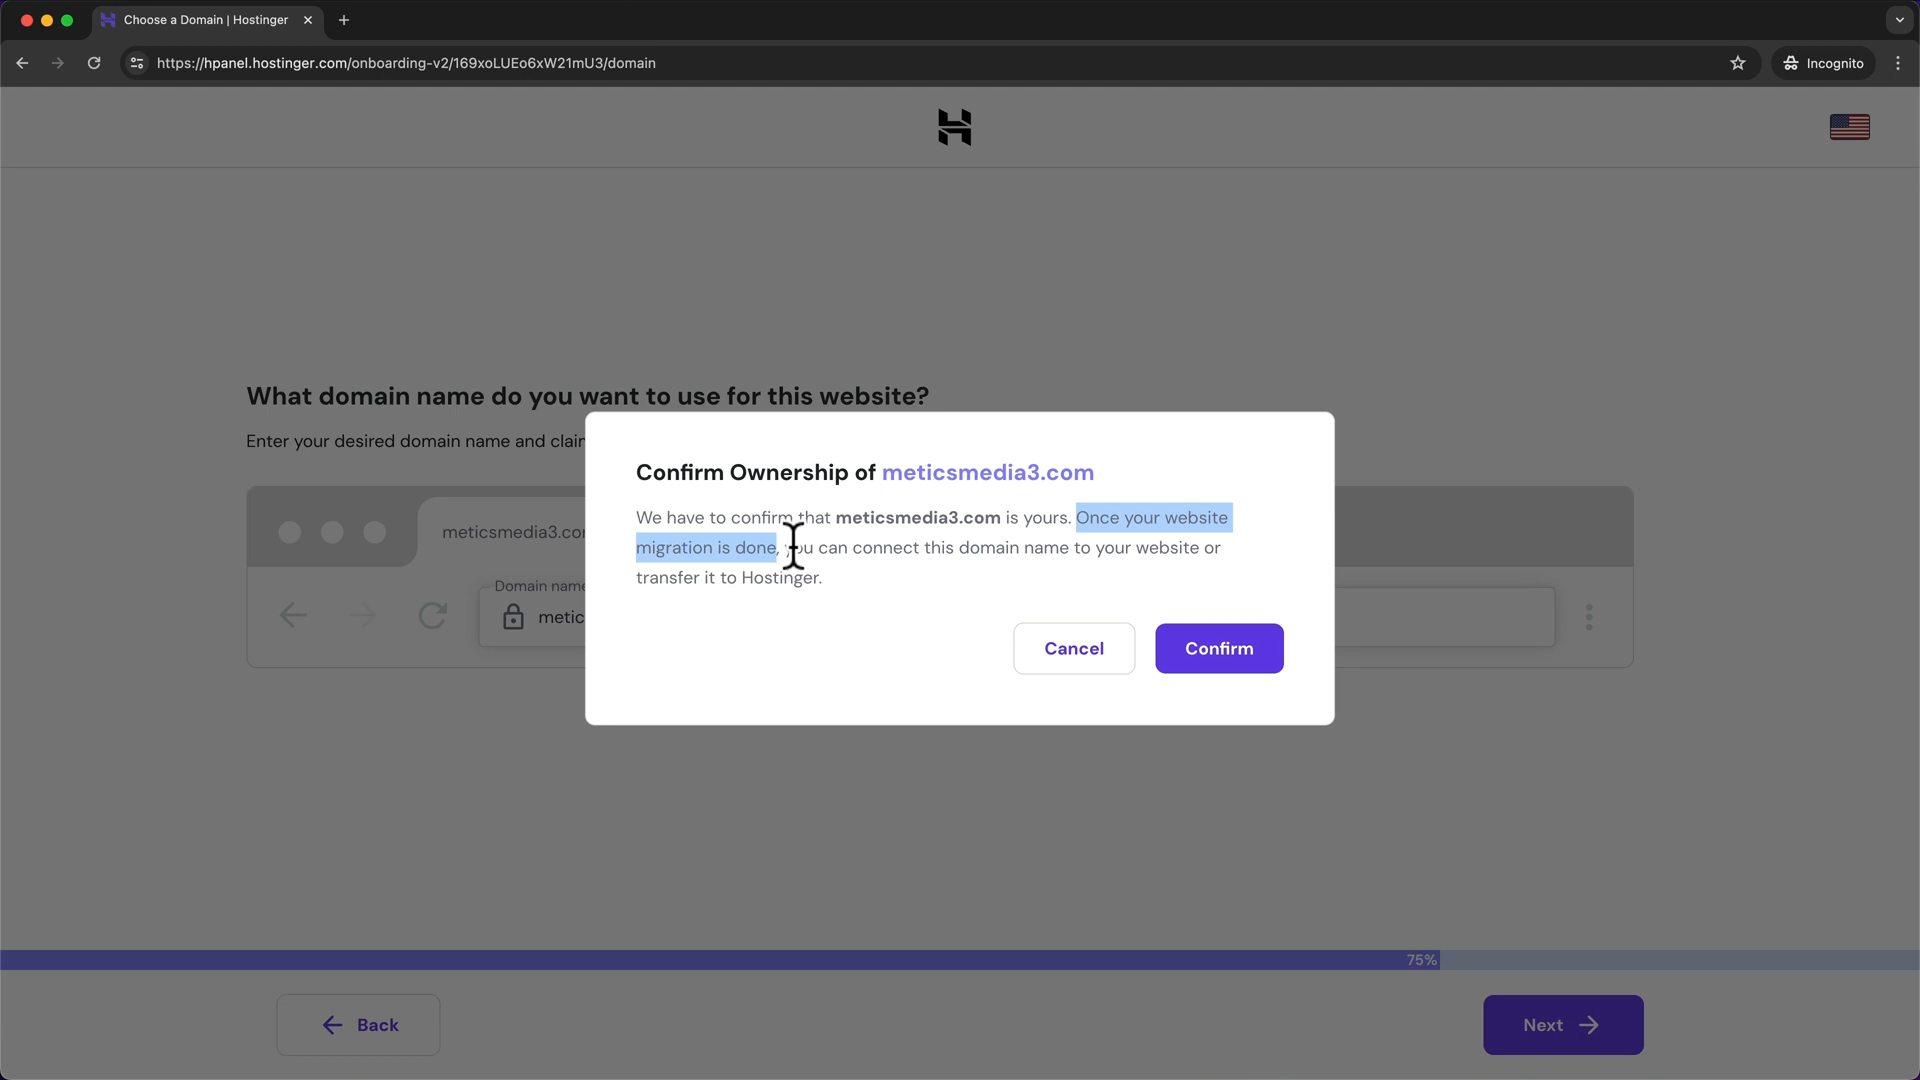 Choose a Domain | Hostinger
https://hpanel.hostinger.com/onboarding-v2/169xoLUEo6xW21mU3/domain
Incognito
What domain name do you want to use for this website?
Enter your desired domain name and clai
meticsmedia3.co
Domain name
metic
Confirm Ownership of meticsmedia3.com
We have to confirm that meticsmedia3.com is yours. Once your website
migration is done, you can connect this domain name to your website or
transfer it to Hostinger.
Cancel
Confirm
75%
Back
Next